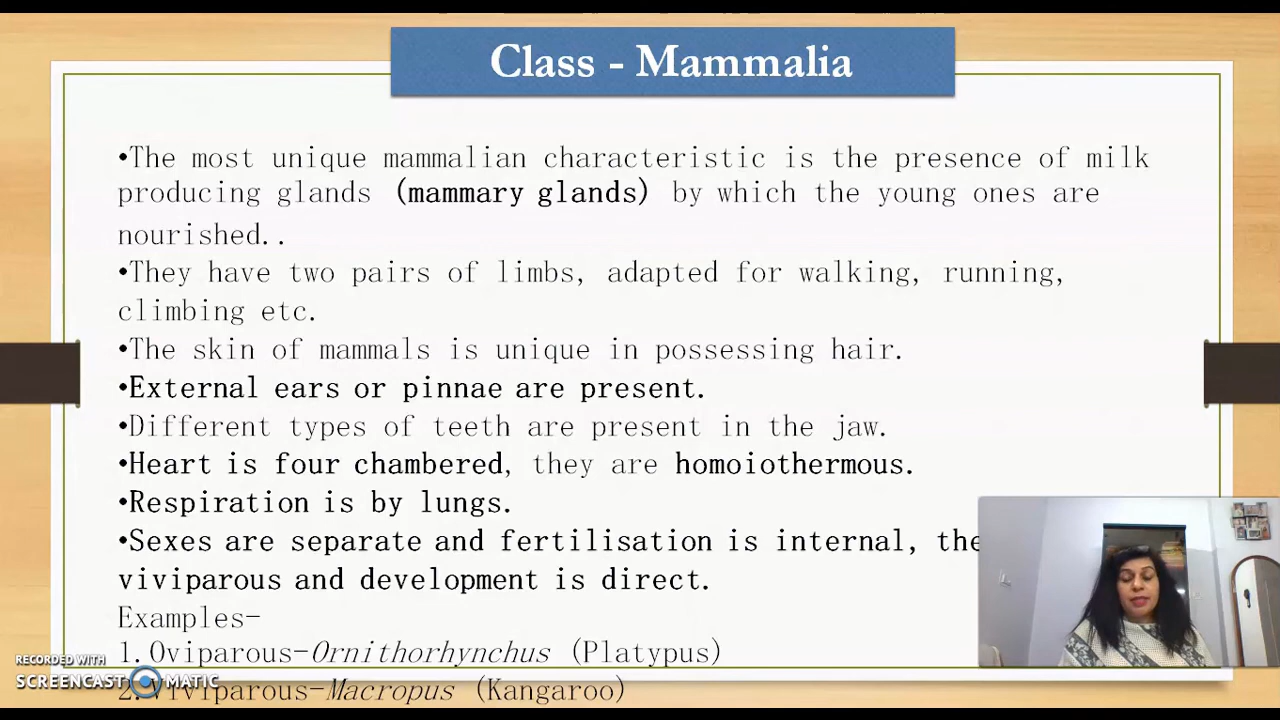 Class - Mammalia
•The most unique mammalian characteristic is the presence of milk
producing glands (mammary glands) by which the young ones are
nourished..
•They have two pairs of limbs, adapted for walking, running,
climbing etc.
•The skin of mammals is unique in possessing hair.
•External ears or pinnae are present.
•Different types of teeth are present in the jaw.
•Heart is four chambered, they are homoiothermous.
•Respiration is by lungs.
•Sexes are separate and fertilisation is internal, the
viviparous and development is direct.
Examples-
1.Oviparous-Ornithorhynchus (Platypus)
2.Viviparous-Macropus (Kangaroo)
RECORDED WITH
SCREENCAST MATIC